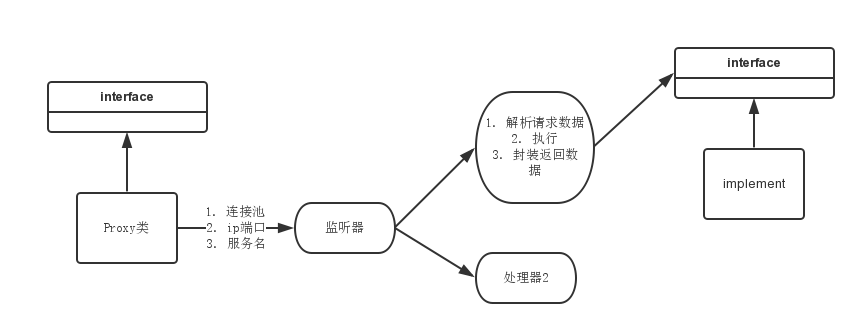 interface
Proxy类
1. 连接池
2. ip端口
3. 服务名
监听器
1. 解析请求数据
2. 执行
3. 封装返回数
据
处理器2
interface
implement